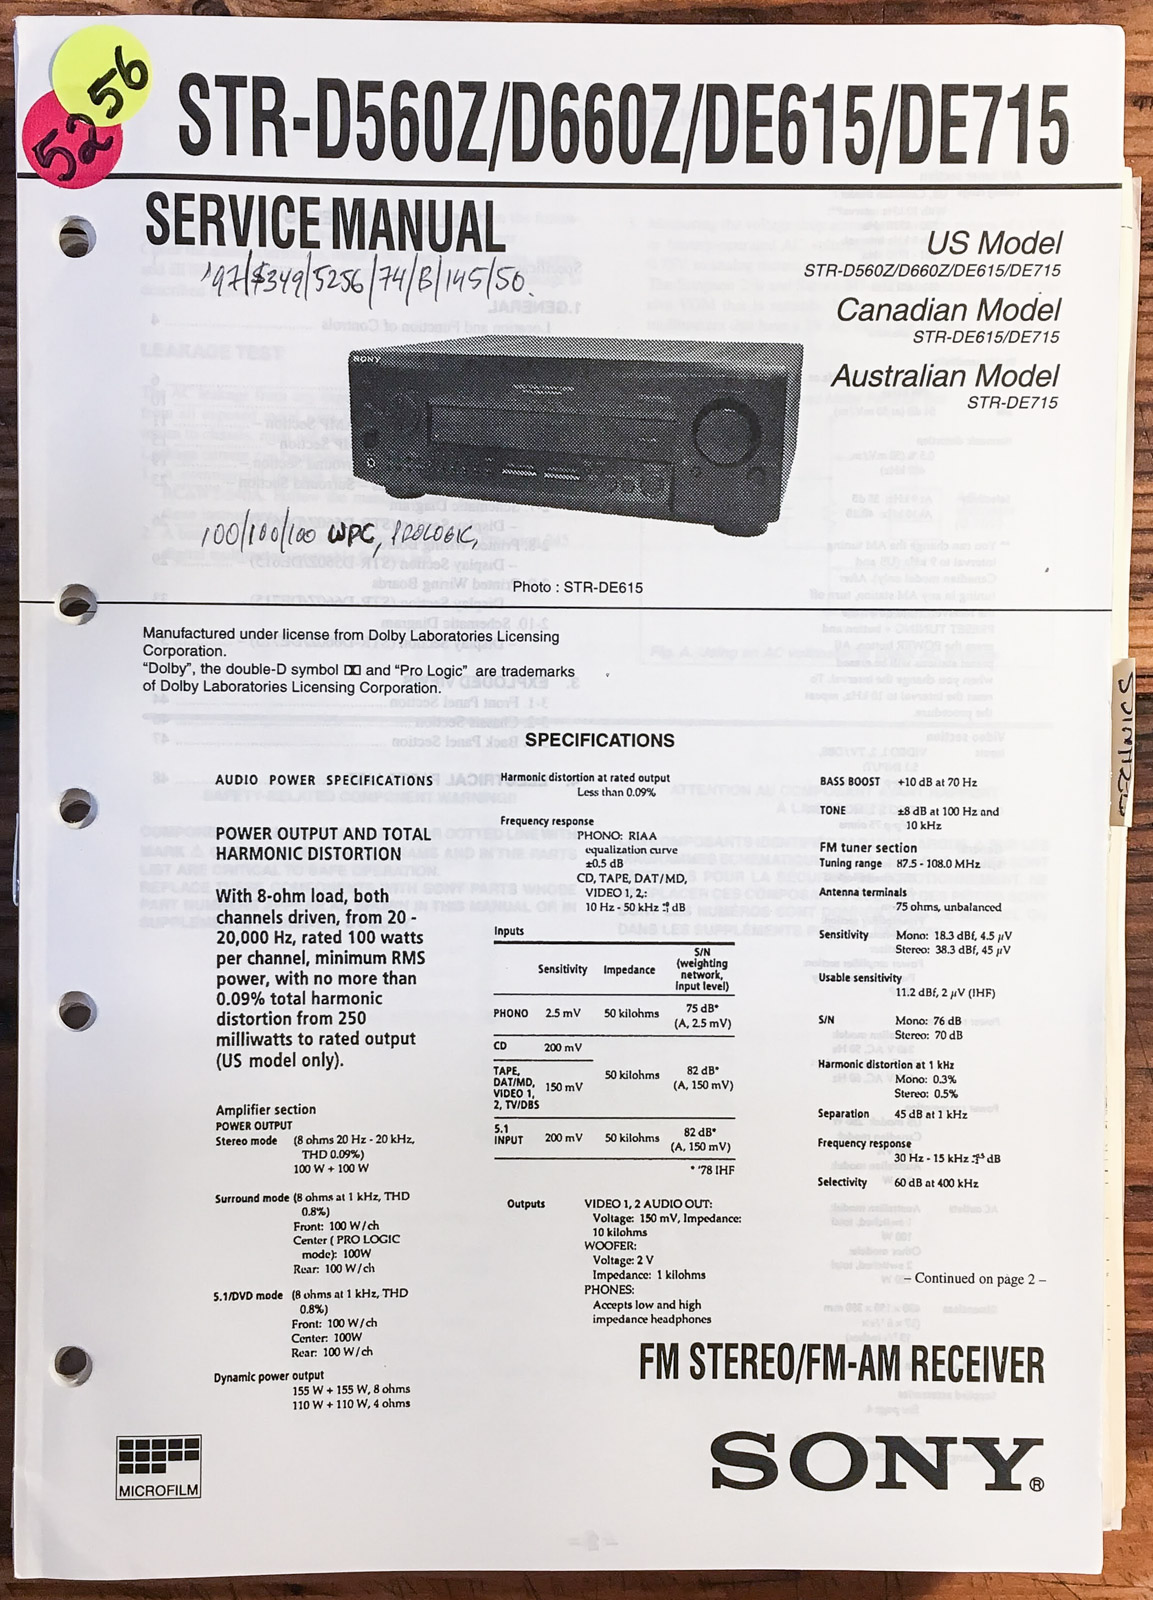 56
52
STR-D560Z/D660Z/DE615/DE715
SERVICE MANUAL
'97/$349/5256/74/B/145/50.
US Model
STR-D560Z/D660Z/DE615/DE715
Canadian Model
STR-DE615/DE715
Australian Model
STR-DE715
SONY
100/100/100 WPC, PROLOGIC,
Photo : STR-DE615
Manufactured under license from Dolby Laboratories Licensing
Corporation.
“Dolby”, the double-D symbol and “Pro Logic” are trademarks
of Dolby Laboratories Licensing Corporation.
SPECIFICATIONS
AUDIO POWER SPECIFICATIONS
POWER OUTPUT AND TOTAL
HARMONIC DISTORTION
With 8-ohm load, both
channels driven, from 20 -
20,000 Hz, rated 100 watts
per channel, minimum RMS
power, with no more than
0.09% total harmonic
distortion from 250
milliwatts to rated output
(US model only).
Amplifier section
POWER OUTPUT
Stereo mode (8 ohms 20 Hz - 20 kHz,
THD 0.09%)
100 W + 100 W
Surround mode (8 ohms at 1 kHz, THD
0.8%)
Front: 100 W/ch
Center ( PRO LOGIC
mode): 100W
Rear: 100 W/ch
5.1/DVD mode (8 ohms at 1 kHz, THD
0.8%)
Front: 100 W/ch
Center: 100W
Rear: 100 W/ch
Dynamic power output
155 W + 155 W, 8 ohms
110 W + 110 W, 4 ohms
Harmonic distortion at rated output
Less than 0.09%
Frequency response
PHONO: RIAA
equalization curve
±0.5 dB
CD, TAPE, DAT/MD,
VIDEO 1, 2,:
10 Hz - 50 kHz dB
Inputs
Sensitivity Impedance S/N
(weighting
network,
Input level)
PHONO 2.5 mV 50 kilohms 75 dB*
(A, 2.5 mV)
CD 200 mV
TAPE,
DAT/MD,
VIDEO 1,
2, TV/DBS 150 mV 50 kilohms 82 dB*
(A, 150 mV)
5.1
INPUT 200 mV 50 kilohms 82 dB*
(A, 150 mV)
* '78 IHF
Outputs VIDEO 1, 2 AUDIO OUT:
Voltage: 150 mV, Impedance:
10 kilohms
WOOFER:
Voltage: 2 V
Impedance: 1 kilohms
PHONES:
Accepts low and high
impedance headphones
BASS BOOST +10 dB at 70 Hz
TONE ±8 dB at 100 Hz and
10 kHz
FM tuner section
Tuning range 87.5 - 108.0 MHz
Antenna terminals
75 ohms, unbalanced
Sensitivity Mono: 18.3 dBf, 4.5 µV
Stereo: 38.3 dBf, 45 µV
Usable sensitivity
11.2 dBf, 2 µV (IHF)
S/N Mono: 76 dB
Stereo: 70 dB
Harmonic distortion at 1 kHz
Mono: 0.3%
Stereo: 0.5%
Separation 45 dB at 1 kHz
Frequency response
30 Hz - 15 kHz dB
Selectivity 60 dB at 400 kHz
– Continued on page 2 –
FM STEREO/FM-AM RECEIVER
SONY®
MICROFILM